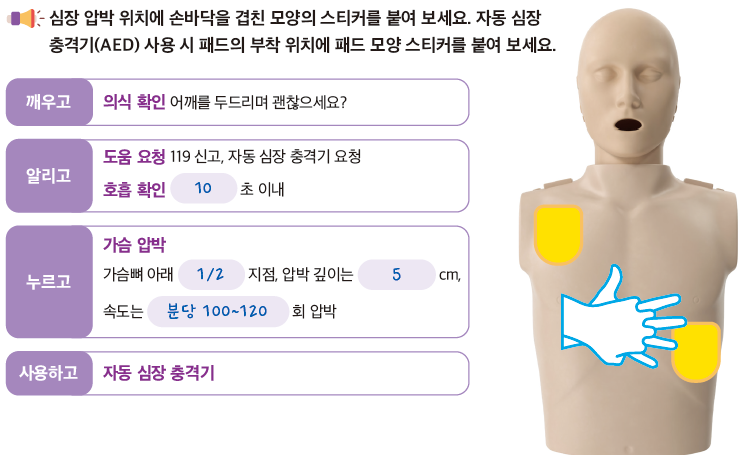 심장 압박 위치에 손바닥을 겹친 모양의 스티커를 붙여 보세요. 자동 심장
충격기(AED) 사용 시 패드의 부착 위치에 패드 모양 스티커를 붙여 보세요.
깨우고
의식 확인 어깨를 두드리며 괜찮으세요?
알리고
도움 요청 119 신고, 자동 심장 충격기 요청
호흡 확인 10 초 이내
누르고
가슴 압박
가슴뼈 아래 1/2 지점, 압박 깊이는 5 cm,
속도는 분당 100~120 회 압박
사용하고
자동 심장 충격기